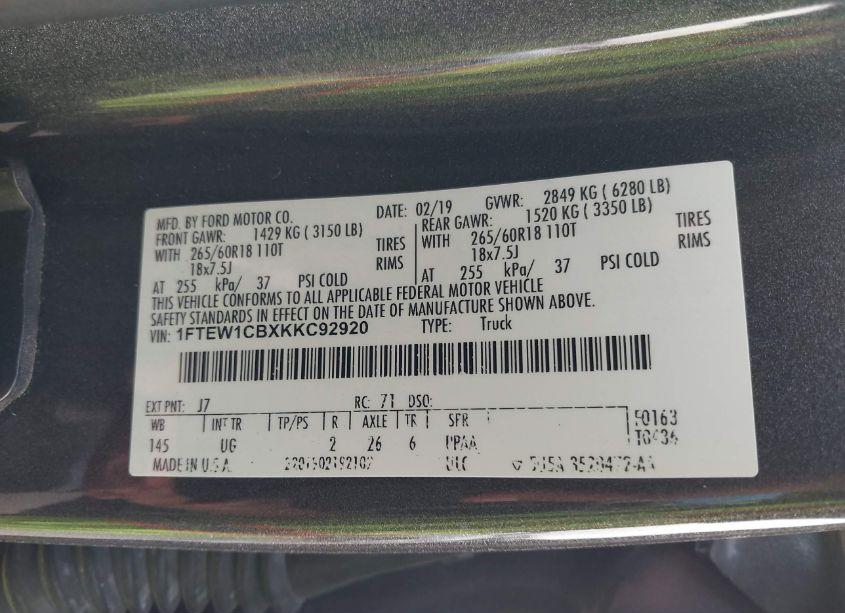 MFD. BY FORD MOTOR CO. DATE: 02/19 GVWR: 2849 KG ( 6280 LB)
FRONT GAWR: 1429 KG ( 3150 LB) REAR GAWR: 1520 KG ( 3350 LB)
WITH 265/60R18 110T TIRES WITH 265/60R18 110T TIRES
18x7.5J RIMS 18x7.5J RIMS
AT 255 kPa/ 37 PSI COLD AT 255 kPa/ 37 PSI COLD
THIS VEHICLE CONFORMS TO ALL APPLICABLE FEDERAL MOTOR VEHICLE
SAFETY STANDARDS IN EFFECT ON THE DATE OF MANUFACTURE SHOWN ABOVE.
VIN: 1FTEW1CBXKKC92920 TYPE: Truck
EXT PNT: J7 RC: 71 DSO:
WB INT TR TP/PS R AXLE TR SFR
145 UG 2 26 6
MADE IN U.S.A.